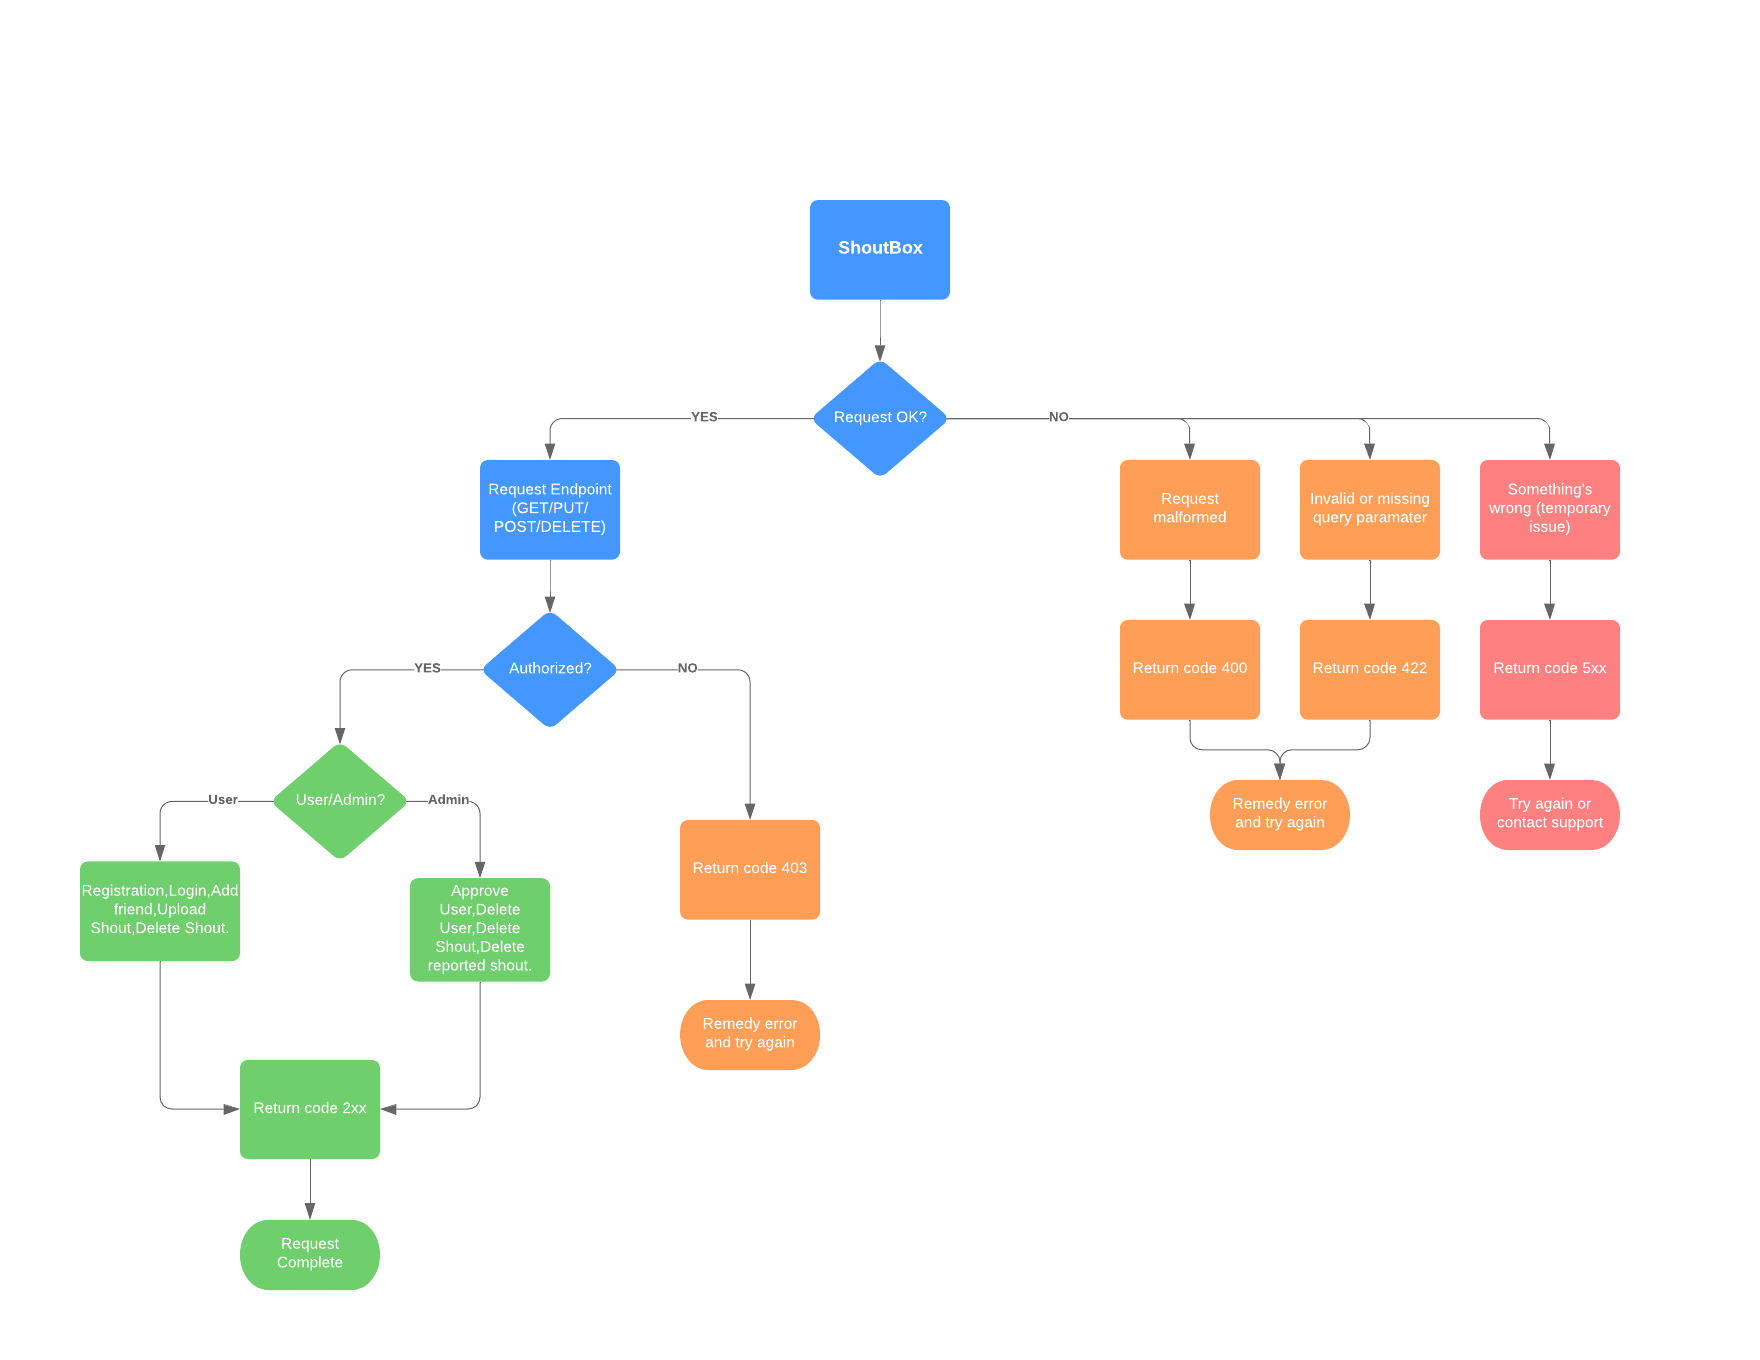 ShoutBox
Request OK?
YES
NO
Request Endpoint
(GET/PUT/
POST/DELETE)
Request
malformed
Invalid or missing
query paramater
Something's
wrong (temporary
issue)
Authorized?
YES
NO
Return code 400
Return code 422
Return code 5xx
User/Admin?
User
Admin
Remedy error
and try again
Try again or
contact support
Registration,Login,Add
friend,Upload
Shout,Delete Shout.
Approve
User,Delete
User,Delete
Shout,Delete
reported shout.
Return code 403
Remedy error
and try again
Return code 2xx
Request
Complete